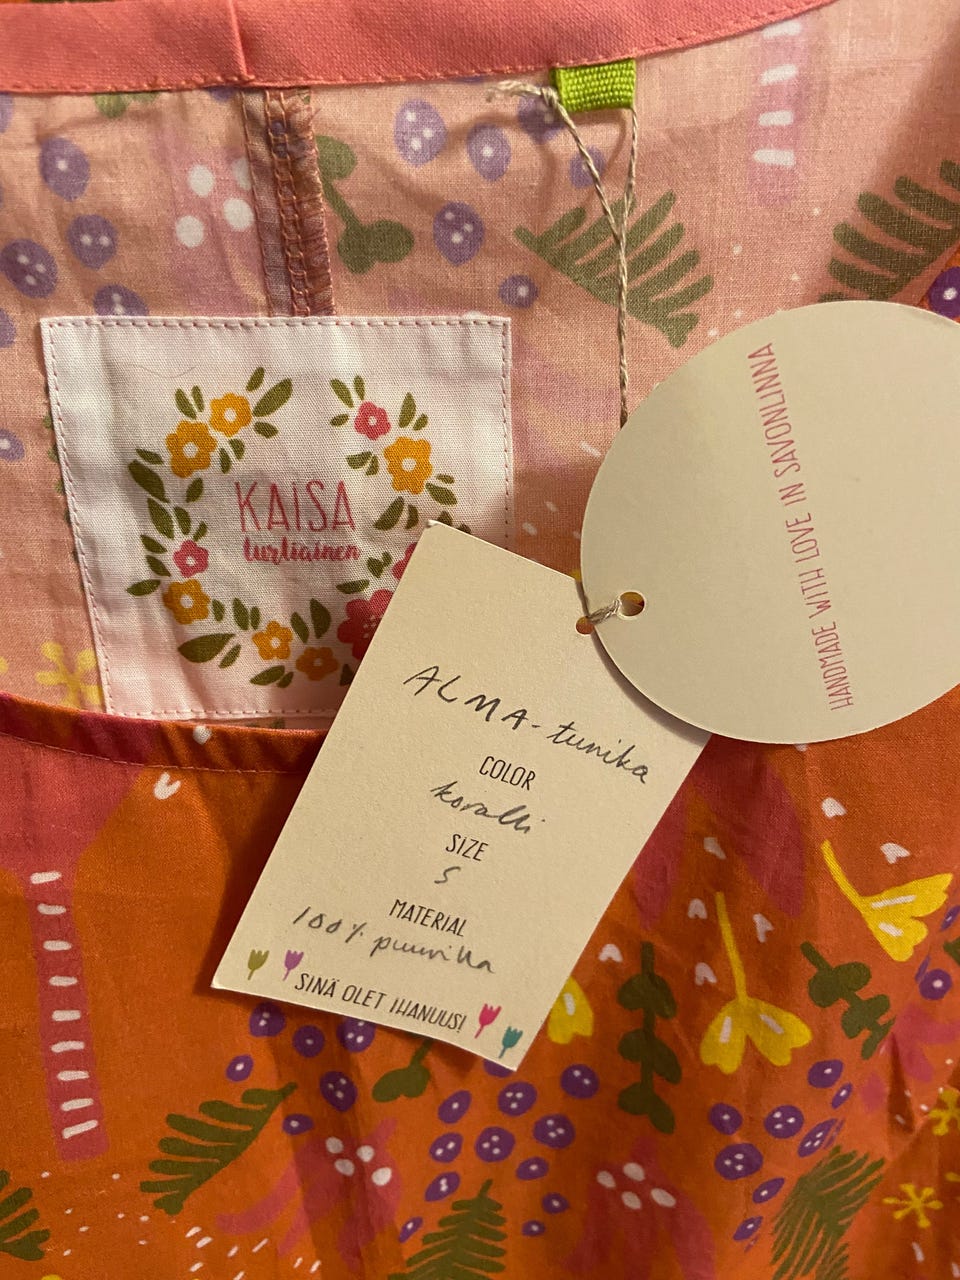 KAISA
turtiainen
HANDMADE WITH LOVE IN SAVONLINNA
ALMA-tunika
COLOR
koralli
SIZE
S
MATERIAL
100% puuvilla
SINÄ OLET IHANUUS!